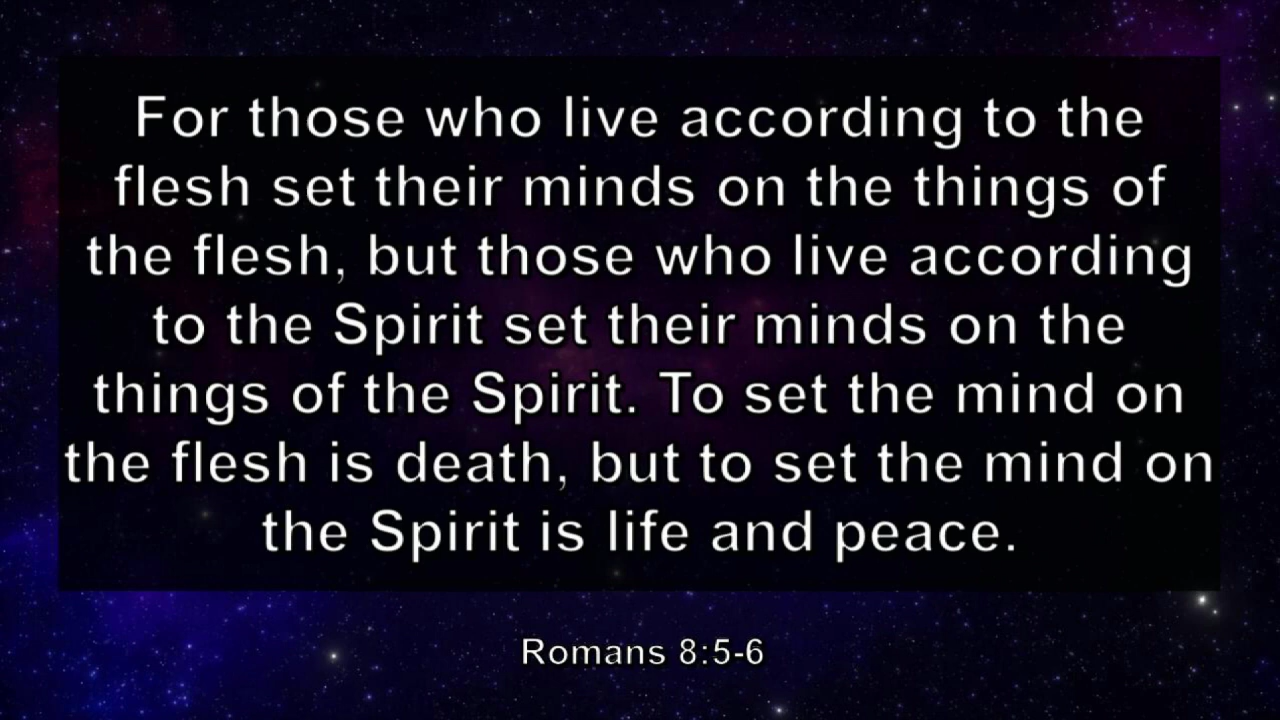 For those who live according to the
flesh set their minds on the things of
the flesh, but those who live according
to the Spirit set their minds on the
things of the Spirit. To set the mind on
the flesh is death, but to set the mind on
the Spirit is life and peace.
Romans 8:5-6